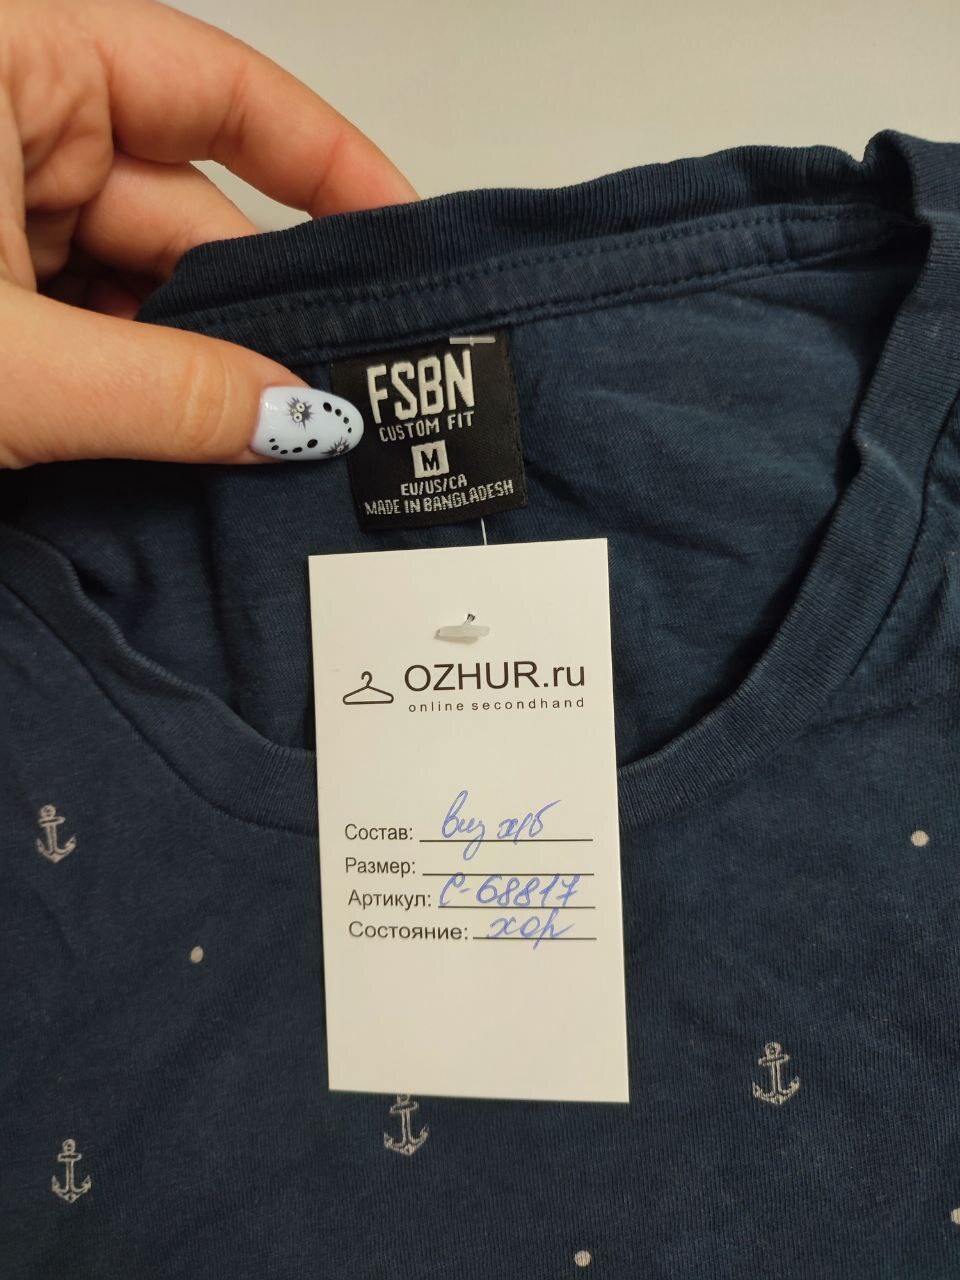 FSBN
CUSTOM FIT
M
EU/US/CA
MADE IN BANGLADESH
OZHUR.ru
online secondhand
Состав: виз х/б
Размер:
Артикул: С-68817
Состояние: хор